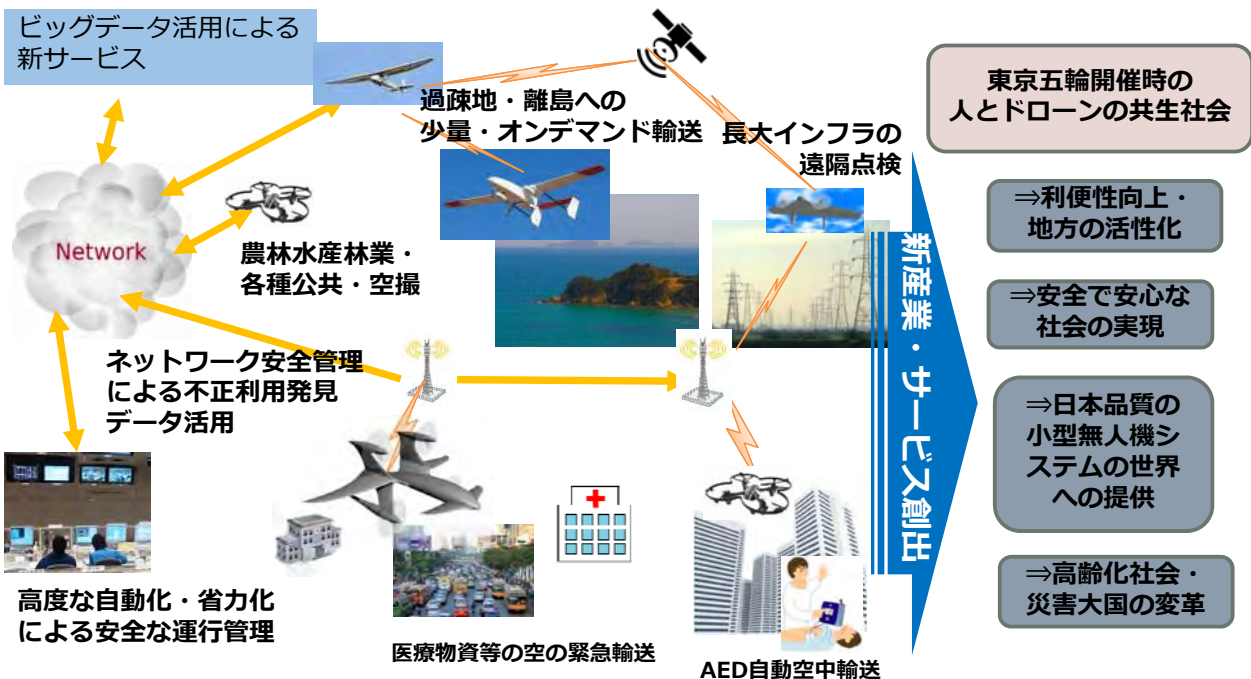 ビッグデータ活用による
新サービス
過疎地・離島への
少量・オンデマンド輸送
長大インフラの
遠隔点検
Network
農林水産林業・
各種公共・空撮
ネットワーク安全管理
による不正利用発見
データ活用
高度な自動化・省力化
による安全な運行管理
医療物資等の空の緊急輸送
AED自動空中輸送
新産業・サービス創出
東京五輪開催時の
人とドローンの共生社会
⇒利便性向上・
地方の活性化
⇒安全で安心な
社会の実現
⇒日本品質の
小型無人機シ
ステムの世界
への提供
⇒高齢化社会・
災害大国の変革